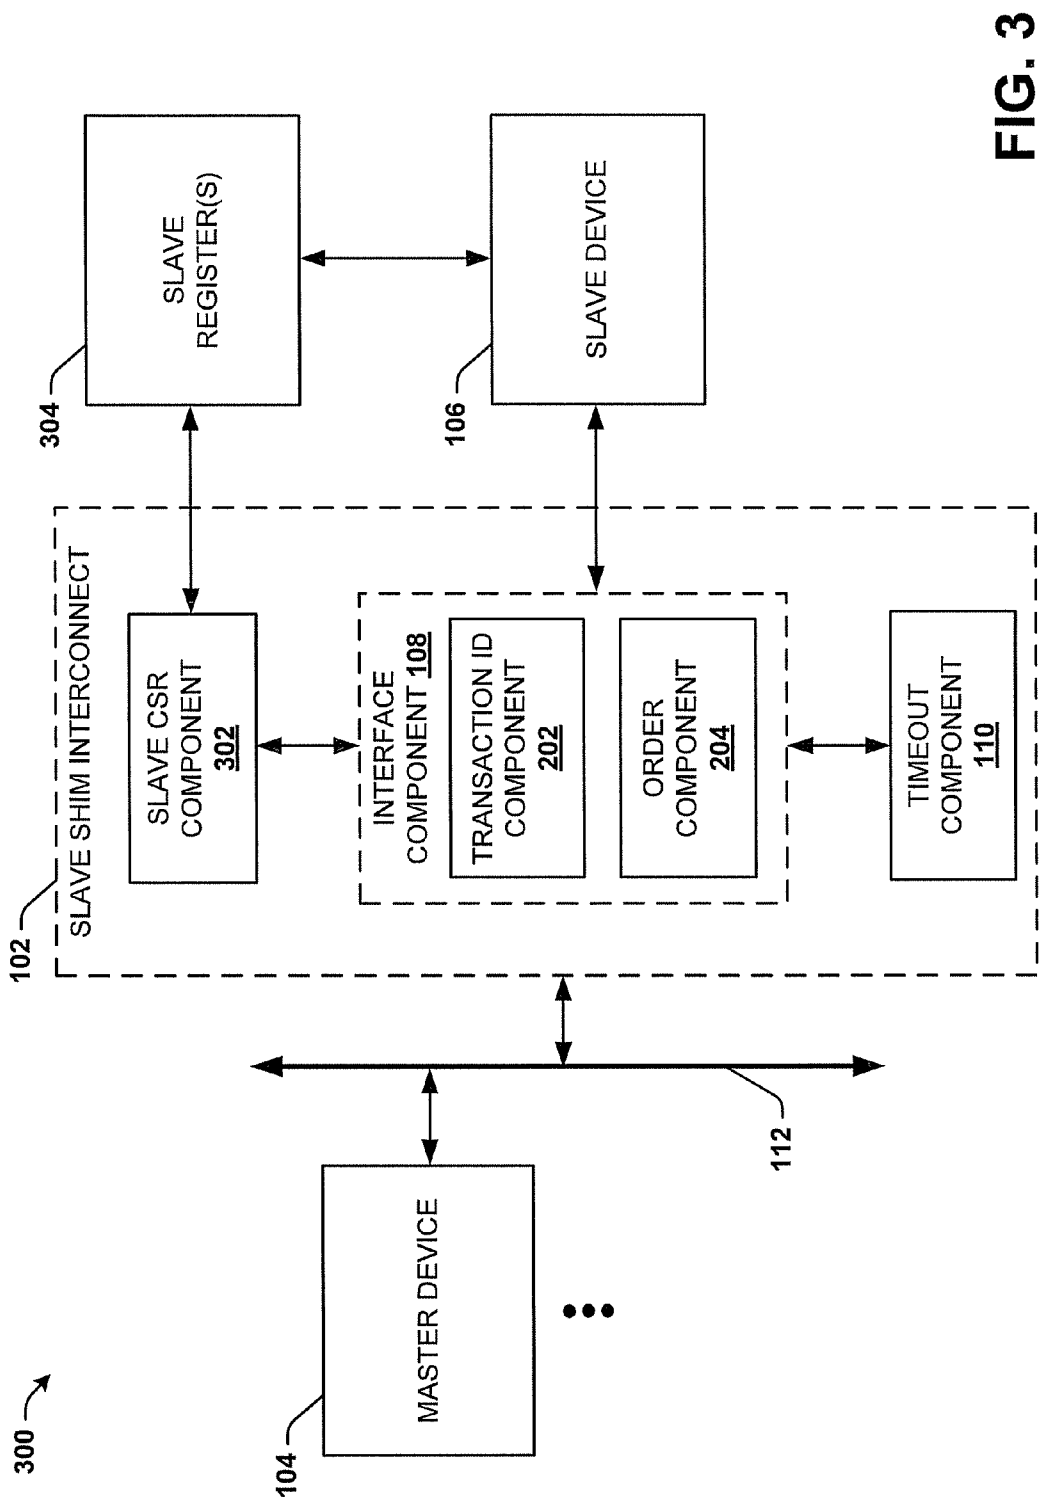 300
104
MASTER DEVICE
112
102
SLAVE SHIM INTERCONNECT
SLAVE CSR
COMPONENT
302
INTERFACE
COMPONENT 108
TRANSACTION ID
COMPONENT
202
ORDER
COMPONENT
204
TIMEOUT
COMPONENT
110
304
SLAVE
REGISTER(S)
106
SLAVE DEVICE
FIG. 3